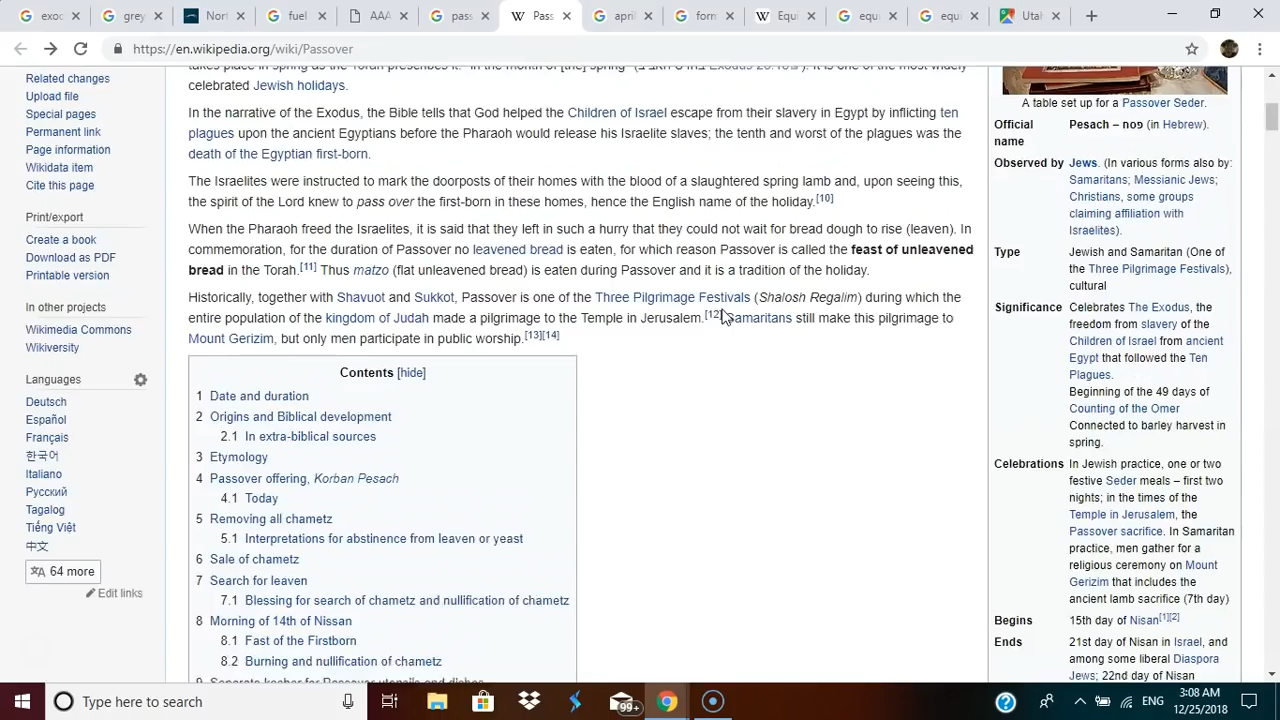 exoc
grey
Nort
fuel
AAA
pass
Pass
april
form
Equ
equ
equ
Utah
https://en.wikipedia.org/wiki/Passover
Related changes
Upload file
Special pages
Permanent link
Page information
Wikidata item
Cite this page
Print/export
Create a book
Download as PDF
Printable version
In other projects
Wikimedia Commons
Wikiversity
Languages
Deutsch
Español
Français
한국어
Italiano
Русский
Tagalog
Tiếng Việt
中文
64 more
Edit links
celebrated Jewish holidays.
In the narrative of the Exodus, the Bible tells that God helped the Children of Israel escape from their slavery in Egypt by inflicting ten
plagues upon the ancient Egyptians before the Pharaoh would release his Israelite slaves; the tenth and worst of the plagues was the
death of the Egyptian first-born.
The Israelites were instructed to mark the doorposts of their homes with the blood of a slaughtered spring lamb and, upon seeing this,
the spirit of the Lord knew to pass over the first-born in these homes, hence the English name of the holiday.[10]
When the Pharaoh freed the Israelites, it is said that they left in such a hurry that they could not wait for bread dough to rise (leaven). In
commemoration, for the duration of Passover no leavened bread is eaten, for which reason Passover is called the feast of unleavened
bread in the Torah.[11] Thus matzo (flat unleavened bread) is eaten during Passover and it is a tradition of the holiday.
Historically, together with Shavuot and Sukkot, Passover is one of the Three Pilgrimage Festivals (Shalosh Regalim) during which the
entire population of the kingdom of Judah made a pilgrimage to the Temple in Jerusalem.[12] Samaritans still make this pilgrimage to
Mount Gerizim, but only men participate in public worship.[13][14]
Contents [hide]
1 Date and duration
2 Origins and Biblical development
2.1 In extra-biblical sources
3 Etymology
4 Passover offering, Korban Pesach
4.1 Today
5 Removing all chametz
5.1 Interpretations for abstinence from leaven or yeast
6 Sale of chametz
7 Search for leaven
7.1 Blessing for search of chametz and nullification of chametz
8 Morning of 14th of Nissan
8.1 Fast of the Firstborn
8.2 Burning and nullification of chametz
A table set up for a Passover Seder.
Official name
Pesach – פסח (in Hebrew).
Observed by
Jews. (In various forms also by:
Samaritans; Messianic Jews;
Christians, some groups
claiming affiliation with
Israelites).
Type
Jewish and Samaritan (One of
the Three Pilgrimage Festivals),
cultural
Significance
Celebrates The Exodus, the
freedom from slavery of the
Children of Israel from ancient
Egypt that followed the Ten
Plagues.
Beginning of the 49 days of
Counting of the Omer
Connected to barley harvest in
spring.
Celebrations
In Jewish practice, one or two
festive Seder meals – first two
nights; in the times of the
Temple in Jerusalem, the
Passover sacrifice. In Samaritan
practice, men gather for a
religious ceremony on Mount
Gerizim that includes the
ancient lamb sacrifice (7th day)
Begins
15th day of Nisan[1][2]
Ends
21st day of Nisan in Israel, and
among some liberal Diaspora
Jews; 22nd day of Nisan
Type here to search
99+
ENG
3:08 AM
12/25/2018